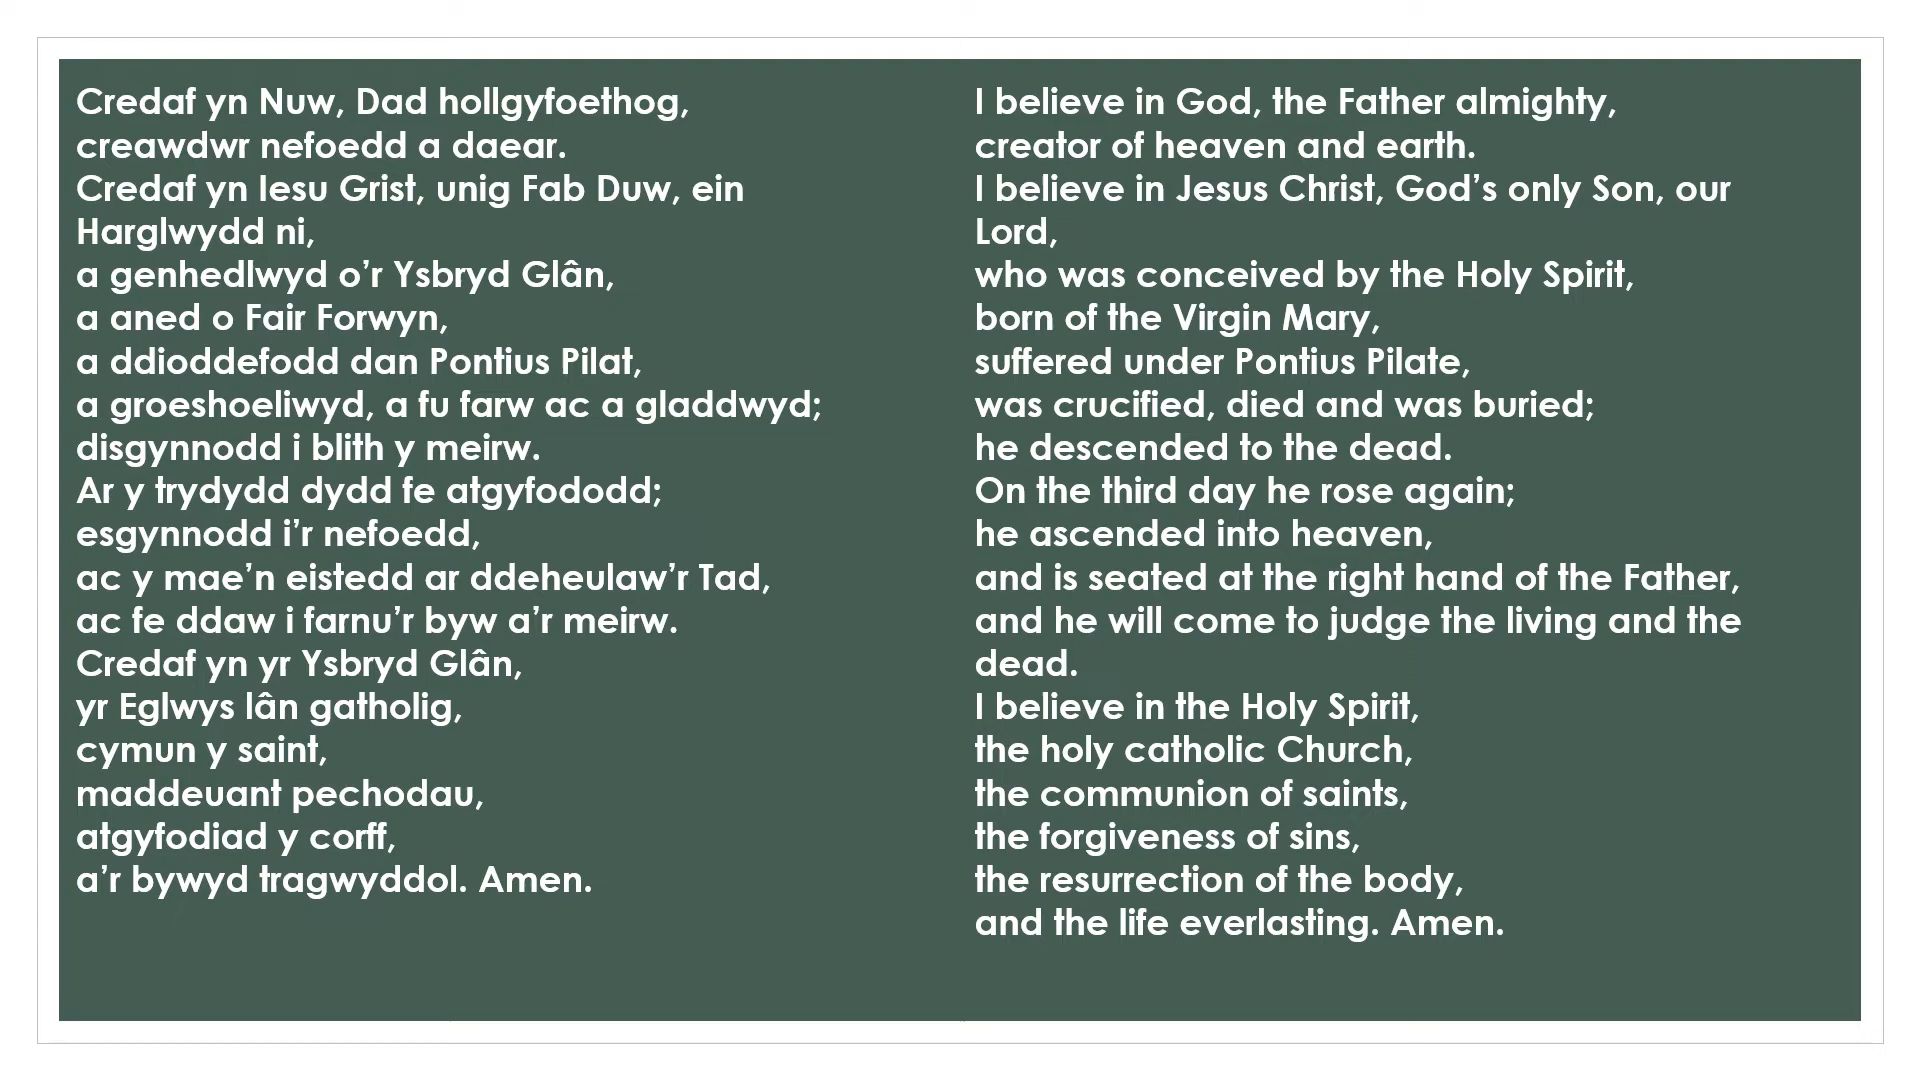 Credaf yn Nuw, Dad hollgyfoethog,
creawdwr nefoedd a daear.
Credaf yn Iesu Grist, unig Fab Duw, ein
Harglwydd ni,
a genhedlwyd o’r Ysbryd Glân,
a aned o Fair Forwyn,
a ddioddefodd dan Pontius Pilat,
a groeshoeliwyd, a fu farw ac a gladdwyd;
disgynnodd i blith y meirw.
Ar y trydydd dydd fe atgyfododd;
esgynnodd i’r nefoedd,
ac y mae’n eistedd ar ddeheulaw’r Tad,
ac fe ddaw i farnu’r byw a’r meirw.
Credaf yn yr Ysbryd Glân,
yr Eglwys lân gatholig,
cymun y saint,
maddeuant pechodau,
atgyfodiad y corff,
a’r bywyd tragwyddol. Amen.
I believe in God, the Father almighty,
creator of heaven and earth.
I believe in Jesus Christ, God’s only Son, our
Lord,
who was conceived by the Holy Spirit,
born of the Virgin Mary,
suffered under Pontius Pilate,
was crucified, died and was buried;
he descended to the dead.
On the third day he rose again;
he ascended into heaven,
and is seated at the right hand of the Father,
and he will come to judge the living and the
dead.
I believe in the Holy Spirit,
the holy catholic Church,
the communion of saints,
the forgiveness of sins,
the resurrection of the body,
and the life everlasting. Amen.